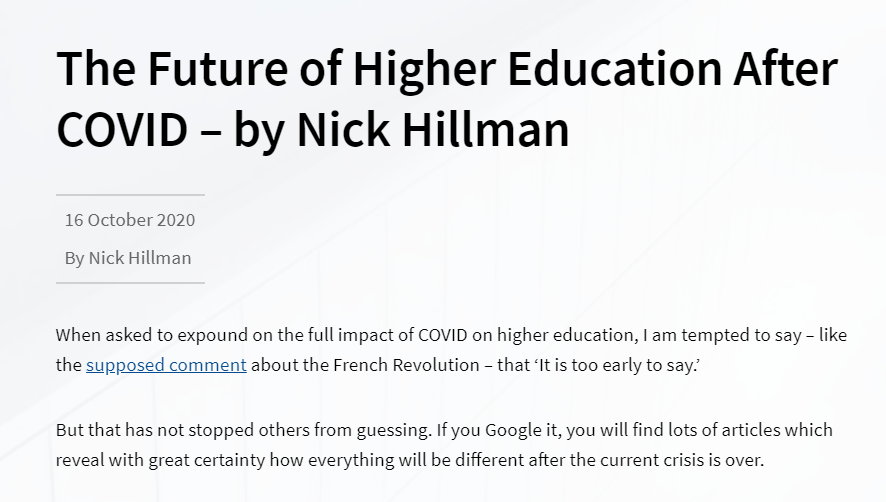 The Future of Higher Education After
COVID – by Nick Hillman
16 October 2020
By Nick Hillman
When asked to expound on the full impact of COVID on higher education, I am tempted to say – like
the supposed comment about the French Revolution – that ‘It is too early to say.’
But that has not stopped others from guessing. If you Google it, you will find lots of articles which
reveal with great certainty how everything will be different after the current crisis is over.